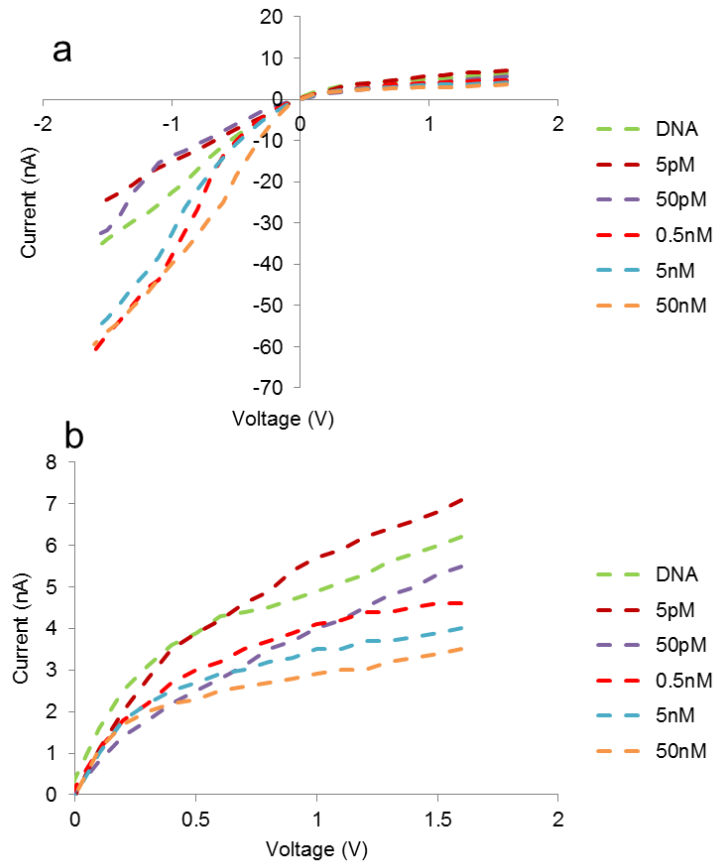 a
20
10
0
-10
-20
-30
-40
-50
-60
-70
-2
-1
0
1
2
Current (nA)
Voltage (V)
DNA
5pM
50pM
0.5nM
5nM
50nM
b
8
7
6
5
4
3
2
1
0
0
0.5
1
1.5
2
Current (nA)
Voltage (V)
DNA
5pM
50pM
0.5nM
5nM
50nM